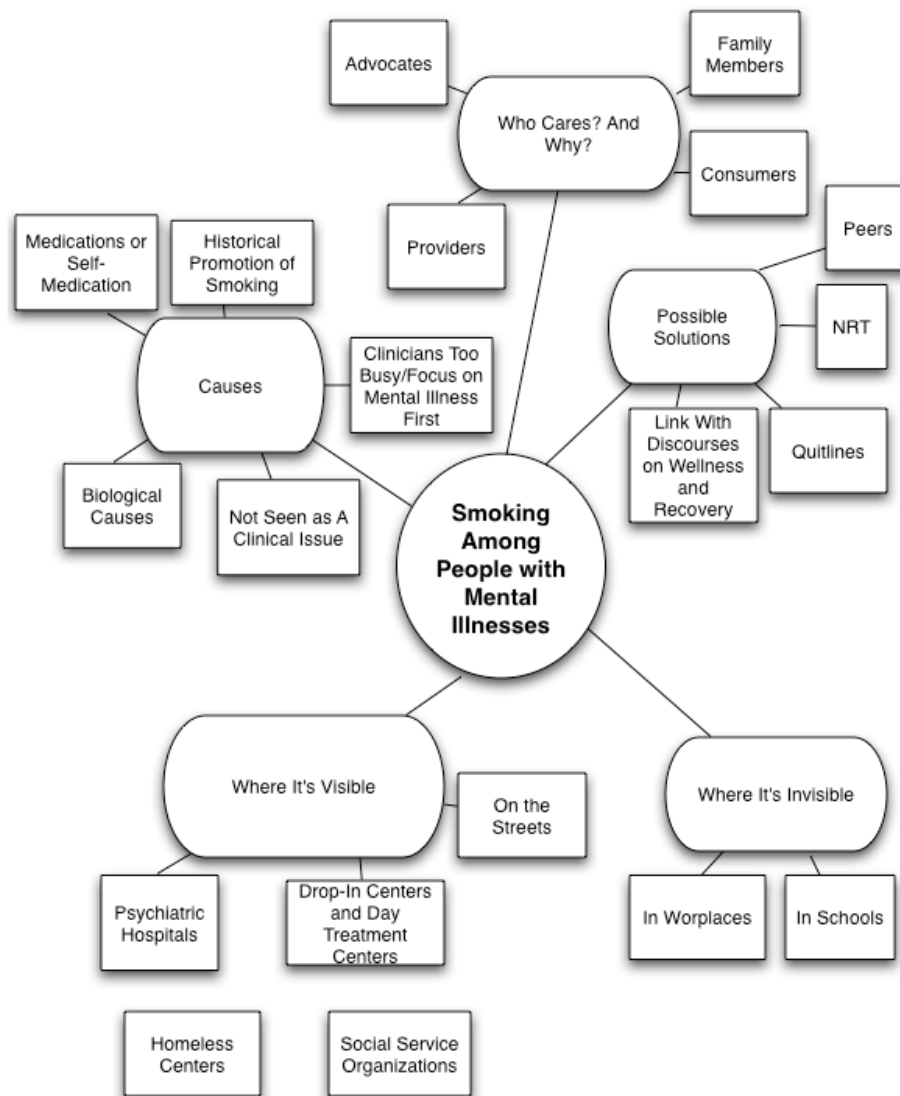 Advocates
Family
Members
Who Cares? And
Why?
Consumers
Providers
Medications or
Self-
Medication
Historical
Promotion of
Smoking
Peers
Possible
Solutions
NRT
Causes
Clinicians Too
Busy/Focus on
Mental Illness
First
Link With
Discourses
on Wellness
and
Recovery
Quitlines
Biological
Causes
Not Seen as A
Clinical Issue
Smoking
Among
People with
Mental
Illnesses
Where It's Visible
On the
Streets
Where It's Invisible
Psychiatric
Hospitals
Drop-In Centers
and Day
Treatment
Centers
In Worplaces
In Schools
Homeless
Centers
Social Service
Organizations